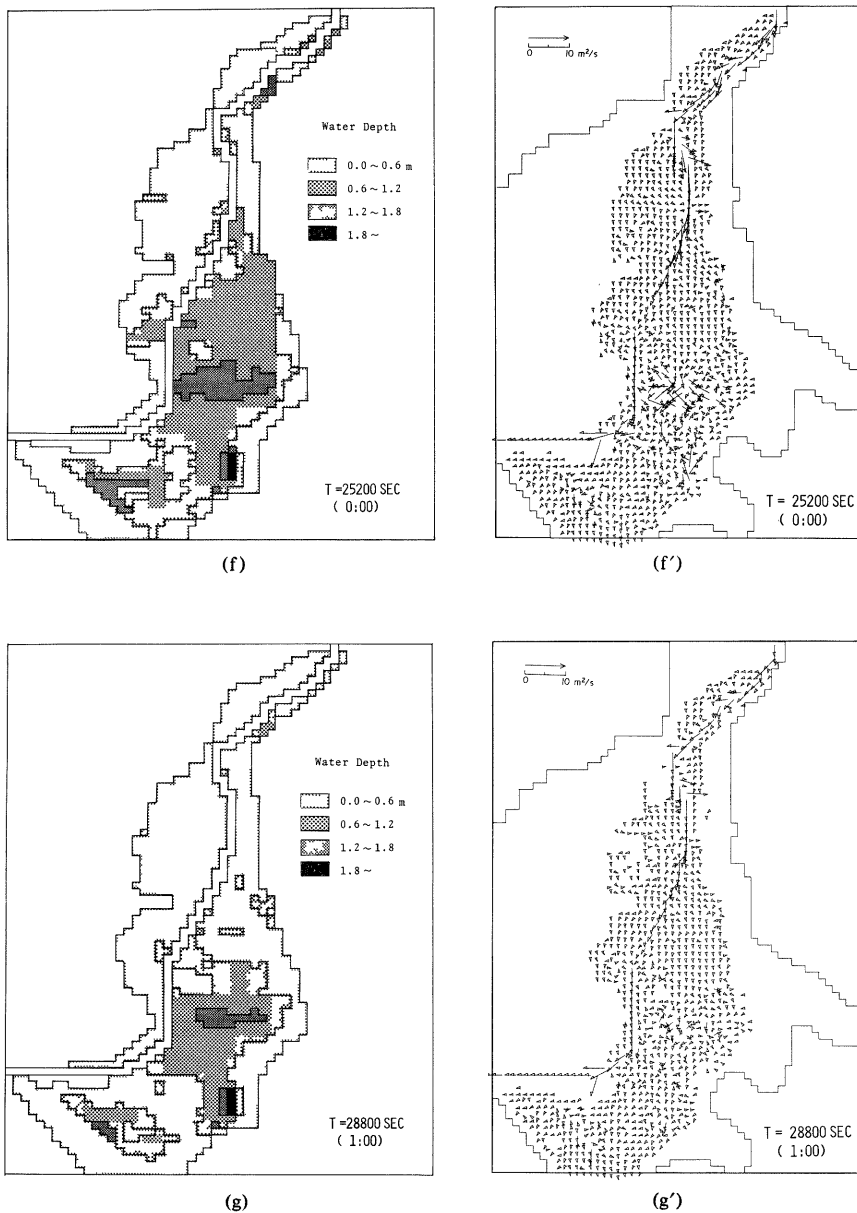 Water Depth
0.0~0.6 m
0.6~1.2
1.2~1.8
1.8~
T=25200 SEC
( 0:00)
(f)
0 10 m²/s
T = 25200 SEC
( 0:00)
(f′)
Water Depth
0.0~0.6 m
0.6~1.2
1.2~1.8
1.8~
T=28800 SEC
( 1:00)
(g)
0 10 m²/s
T = 28800 SEC
( 1:00)
(g′)